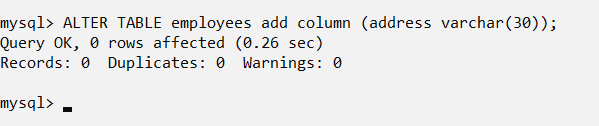 mysql> ALTER TABLE employees add column (address varchar(30));
Query OK, 0 rows affected (0.26 sec)
Records: 0  Duplicates: 0  Warnings: 0
mysql>